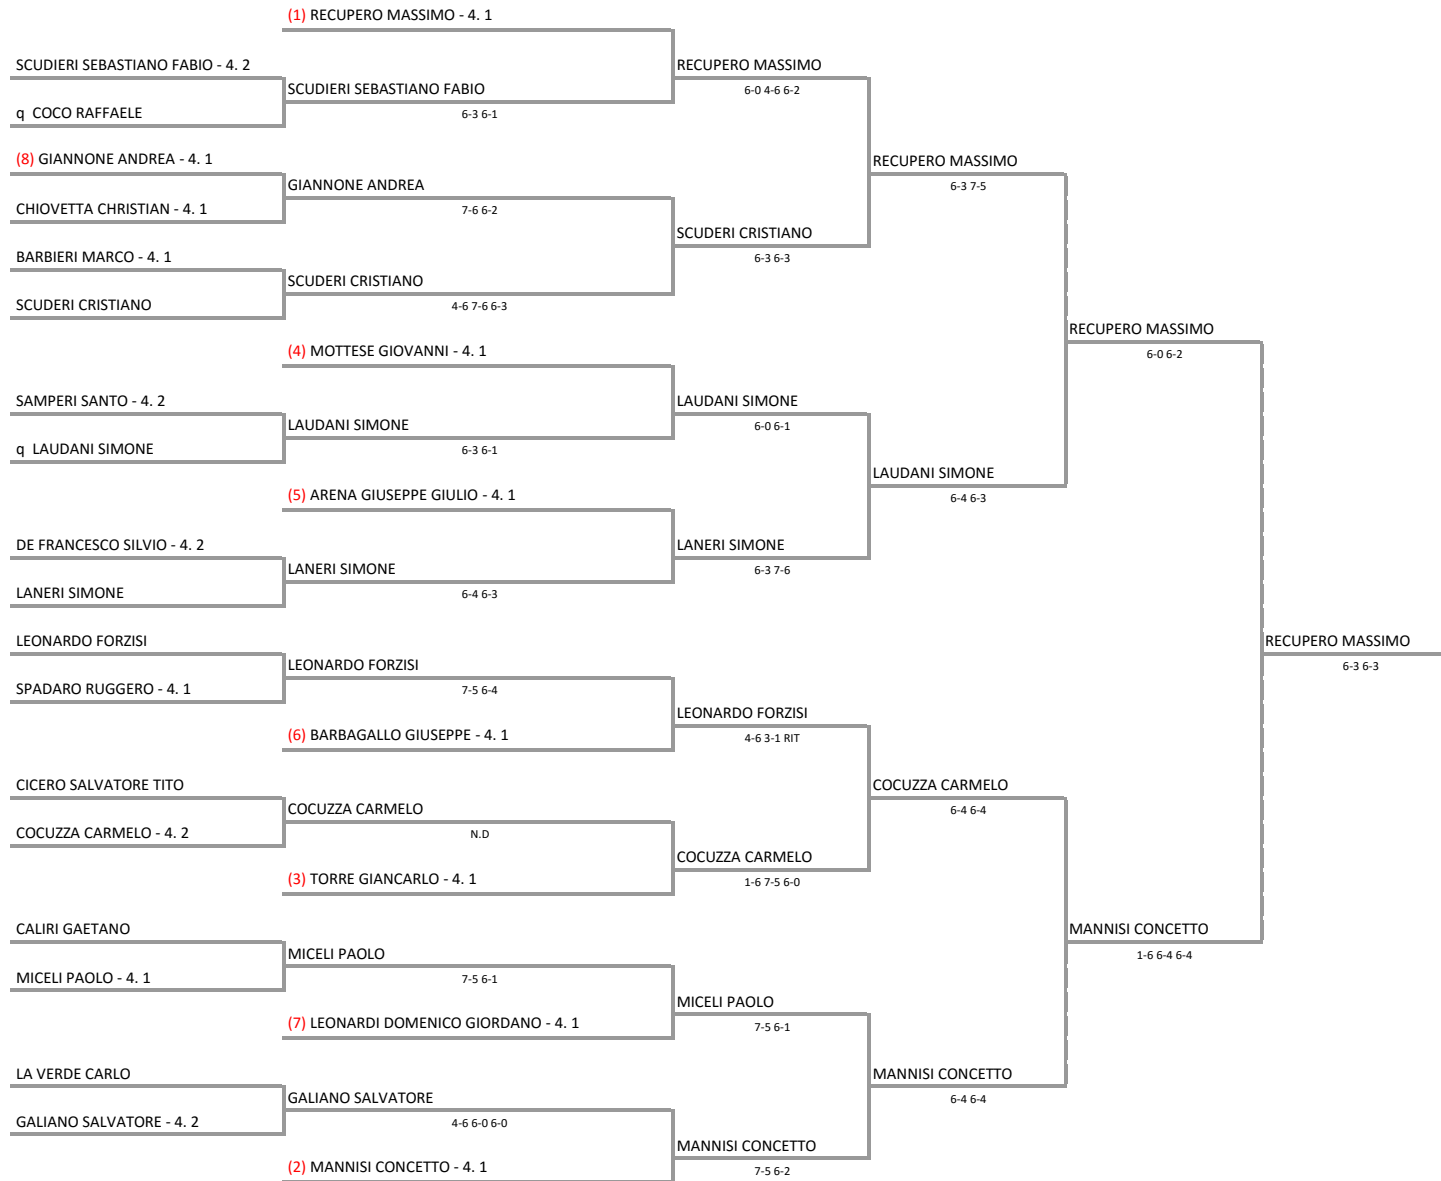 (1) RECUPERO MASSIMO - 4. 1
SCUDIERI SEBASTIANO FABIO - 4. 2
RECUPERO MASSIMO
SCUDIERI SEBASTIANO FABIO
6-0 4-6 6-2
q COCO RAFFAELE
6-3 6-1
(8) GIANNONE ANDREA - 4. 1
RECUPERO MASSIMO
GIANNONE ANDREA
6-3 7-5
CHIOVETTA CHRISTIAN - 4. 1
7-6 6-2
SCUDERI CRISTIANO
BARBIERI MARCO - 4. 1
6-3 6-3
SCUDERI CRISTIANO
SCUDERI CRISTIANO
4-6 7-6 6-3
RECUPERO MASSIMO
(4) MOTTESE GIOVANNI - 4. 1
6-0 6-2
SAMPERI SANTO - 4. 2
LAUDANI SIMONE
LAUDANI SIMONE
6-0 6-1
q LAUDANI SIMONE
6-3 6-1
LAUDANI SIMONE
(5) ARENA GIUSEPPE GIULIO - 4. 1
6-4 6-3
DE FRANCESCO SILVIO - 4. 2
LANERI SIMONE
LANERI SIMONE
6-3 7-6
LANERI SIMONE
6-4 6-3
LEONARDO FORZISI
RECUPERO MASSIMO
LEONARDO FORZISI
6-3 6-3
SPADARO RUGGERO - 4. 1
7-5 6-4
LEONARDO FORZISI
(6) BARBAGALLO GIUSEPPE - 4. 1
4-6 3-1 RIT
CICERO SALVATORE TITO
COCUZZA CARMELO
COCUZZA CARMELO
6-4 6-4
COCUZZA CARMELO - 4. 2
N.D
COCUZZA CARMELO
(3) TORRE GIANCARLO - 4. 1
1-6 7-5 6-0
CALIRI GAETANO
MANNISI CONCETTO
MICELI PAOLO
1-6 6-4 6-4
MICELI PAOLO - 4. 1
7-5 6-1
MICELI PAOLO
(7) LEONARDI DOMENICO GIORDANO - 4. 1
7-5 6-1
LA VERDE CARLO
MANNISI CONCETTO
GALIANO SALVATORE
6-4 6-4
GALIANO SALVATORE - 4. 2
4-6 6-0 6-0
MANNISI CONCETTO
(2) MANNISI CONCETTO - 4. 1
7-5 6-2